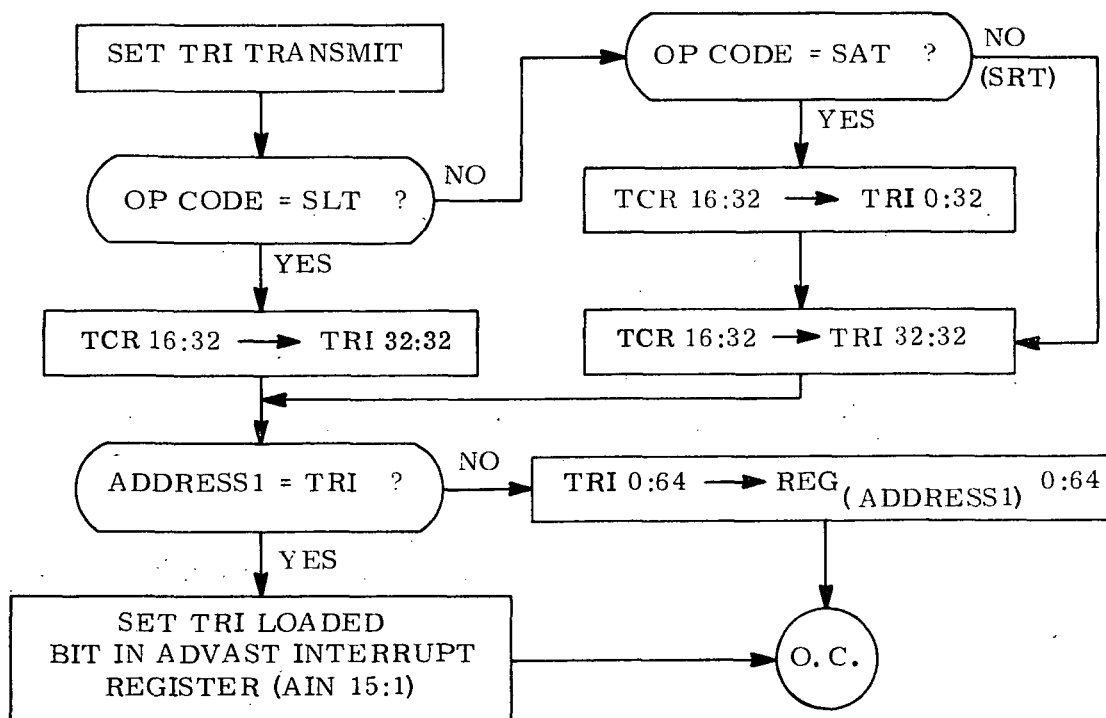 SET TRI TRANSMIT
OP CODE = SLT ?
NO
YES
OP CODE = SAT ?
NO
(SRT)
YES
TCR 16:32 → TRI 0:32
TCR 16:32 → TRI 32:32
TCR 16:32 → TRI 32:32
ADDRESS1 = TRI ?
NO
TRI 0:64 → REG (ADDRESS1) 0:64
YES
SET TRI LOADED
BIT IN ADVAST INTERRUPT
REGISTER (AIN 15:1)
O. C.